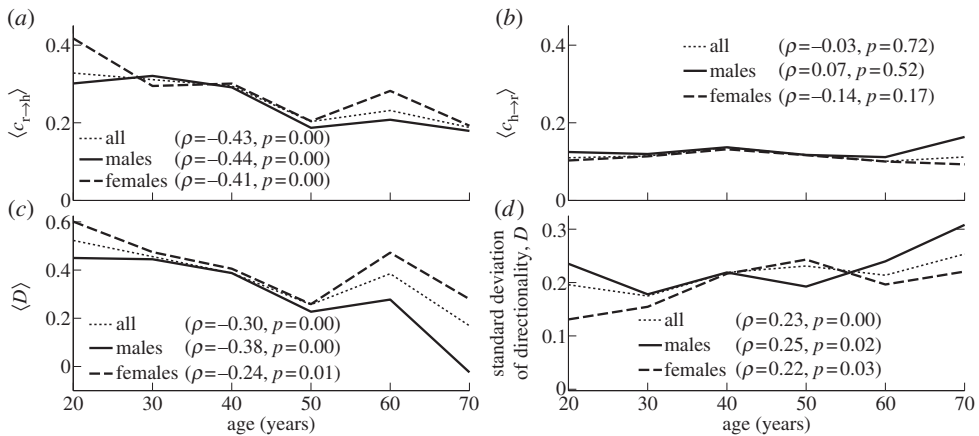 (a)
0.4
0.2
0
⟨c r→h⟩
all (ρ=–0.43, p=0.00)
males (ρ=–0.44, p=0.00)
females (ρ=–0.41, p=0.00)
(b)
0.4
0.2
0
⟨c h→r⟩
all (ρ=–0.03, p=0.72)
males (ρ=0.07, p=0.52)
females (ρ=–0.14, p=0.17)
(c)
0.6
0.4
0.2
0
⟨D⟩
all (ρ=–0.30, p=0.00)
males (ρ=–0.38, p=0.00)
females (ρ=–0.24, p=0.01)
20 30 40 50 60 70
age (years)
(d)
0.3
0.2
0.1
0
standard deviation
of directionality, D
all (ρ=0.23, p=0.00)
males (ρ=0.25, p=0.02)
females (ρ=0.22, p=0.03)
20 30 40 50 60 70
age (years)